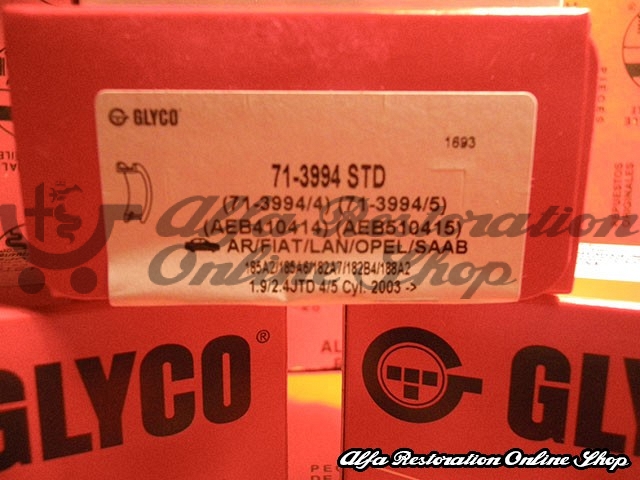 GLYCO
1693
71-3994 STD
(71-3994/4) (71-3994/5)
(AEB410414) (AEB510415)
AR/FIAT/LAN/OPEL/SAAB
185A2/185A6/182A7/182B4/188A2
1.9/2.4JTD 4/5 Cyl. 2003 ->
Alfa Restoration
Online Shop
GLYCO®
GLY
Alfa Restoration Online Shop